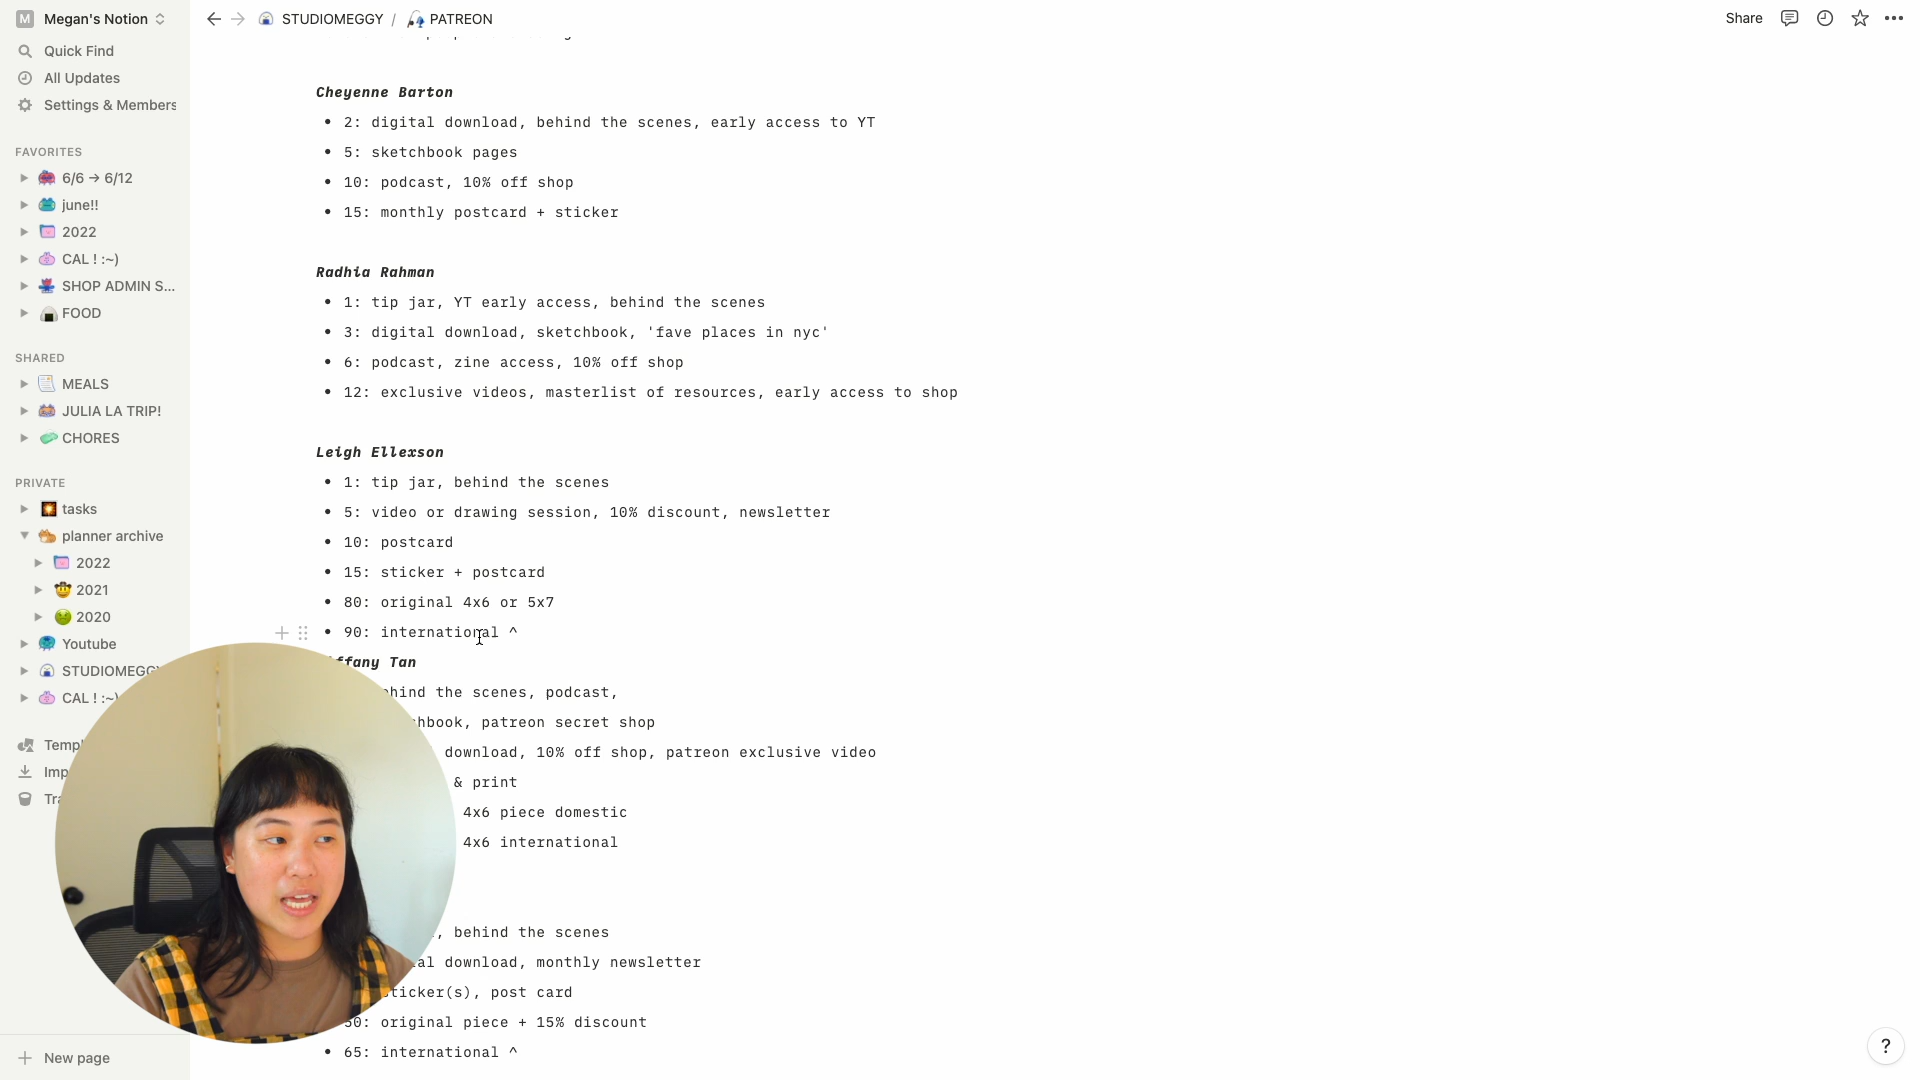 M Megan's Notion
Quick Find
All Updates
Settings & Members
FAVORITES
6/6 → 6/12
june!!
2022
CAL ! :~)
SHOP ADMIN S...
FOOD
SHARED
MEALS
JULIA LA TRIP!
CHORES
PRIVATE
tasks
planner archive
2022
2021
2020
Youtube
STUDIOMEGGY
CAL ! :~)
New page
STUDIOMEGGY / PATREON
Share
Cheyenne Barton
• 2: digital download, behind the scenes, early access to YT
• 5: sketchbook pages
• 10: podcast, 10% off shop
• 15: monthly postcard + sticker
Radhia Rahman
• 1: tip jar, YT early access, behind the scenes
• 3: digital download, sketchbook, 'fave places in nyc'
• 6: podcast, zine access, 10% off shop
• 12: exclusive videos, masterlist of resources, early access to shop
Leigh Ellexson
• 1: tip jar, behind the scenes
• 5: video or drawing session, 10% discount, newsletter
• 10: postcard
• 15: sticker + postcard
• 80: original 4x6 or 5x7
• 90: international ^
Tan
the scenes, podcast,
patreon secret shop
download, 10% off shop, patreon exclusive video
& print
4x6 piece domestic
4x6 international
behind the scenes
download, monthly newsletter
sticker(s), post card
50: original piece + 15% discount
• 65: international ^
?